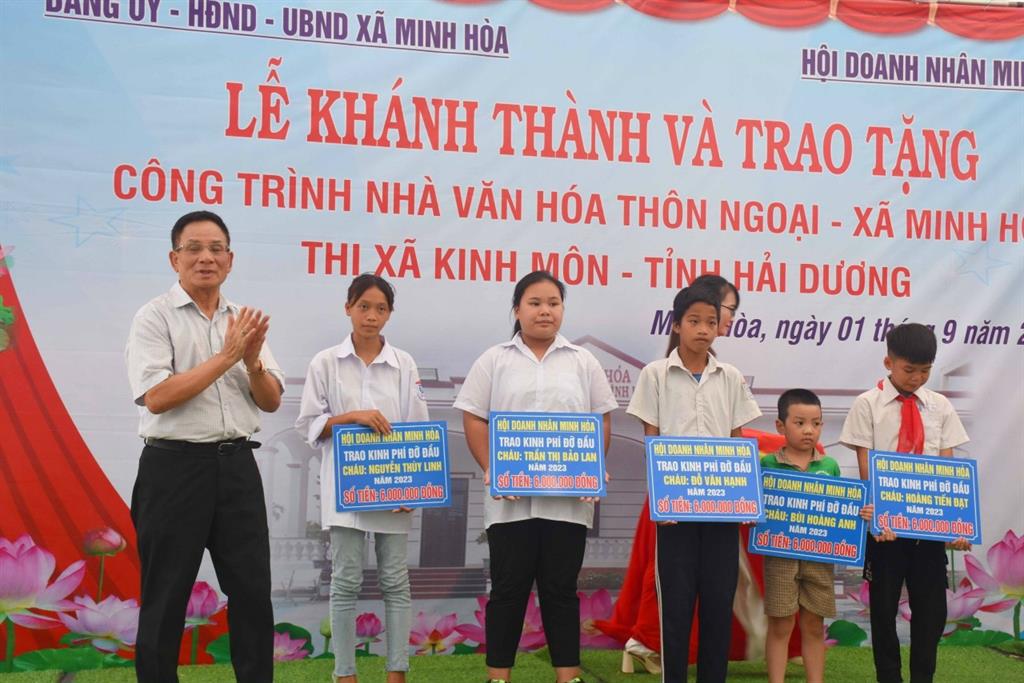 ĐẢNG ỦY - HĐND - UBND XÃ MINH HÒA
HỘI DOANH NHÂN
LỄ KHÁNH THÀNH VÀ TRAO TẶNG
CÔNG TRÌNH NHÀ VĂN HÓA THÔN NGOẠI - XÃ MINH
THỊ XÃ KINH MÔN - TỈNH HẢI DƯƠNG
ngày 01 tháng 9 năm
HÓA
HỘI DOANH NHÂN MINH HÒA
TRAO KINH PHÍ ĐỠ ĐẦU
CHÁU: NGUYỄN THÙY LINH
NĂM 2023
SỐ TIỀN: 6.000.000 ĐỒNG
HỘI DOANH NHÂN MINH HÒA
TRAO KINH PHÍ ĐỠ ĐẦU
CHÁU: TRẦN THỊ BẢO LAN
NĂM 2023
SỐ TIỀN: 6.000.000 ĐỒNG
HỘI DOANH NHÂN MINH HÒA
TRAO KINH PHÍ ĐỠ ĐẦU
CHÁU: ĐỖ VĂN HẠNH
NĂM 2023
SỐ TIỀN: 6.000.000 ĐỒNG
HỘI DOANH NHÂN MINH HÒA
TRAO KINH PHÍ ĐỠ ĐẦU
CHÁU: BÙI HOÀNG ANH
NĂM 2023
SỐ TIỀN: 6.000.000 ĐỒNG
HỘI DOANH NHÂN MINH HÒA
TRAO KINH PHÍ ĐỠ ĐẦU
CHÁU: HOÀNG TIẾN ĐẠT
NĂM 2023
SỐ TIỀN: 6.000.000 ĐỒNG